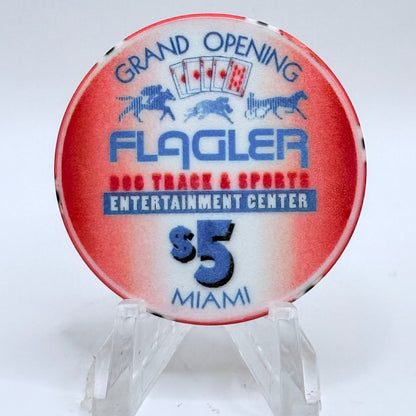 GRAND OPENING
FLAGLER
DOG TRACK & SPORTS
ENTERTAINMENT CENTER
$5
MIAMI